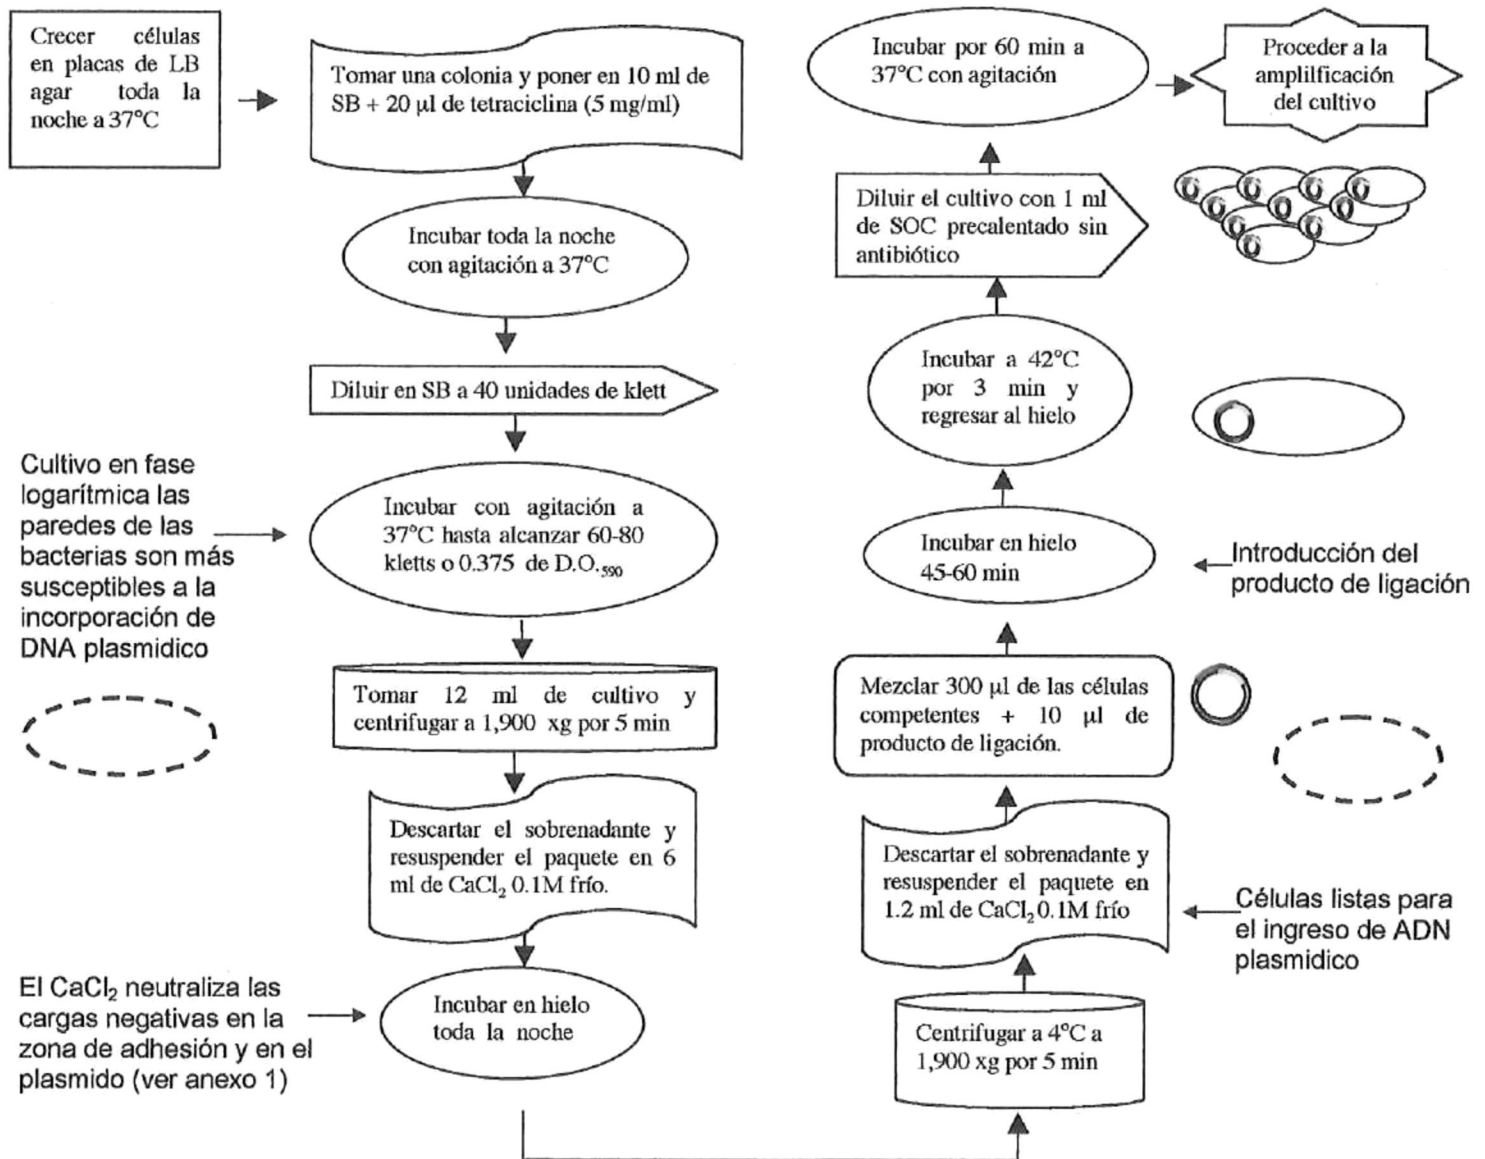 Crecer células
en placas de LB
agar toda la
noche a 37°C
Tomar una colonia y poner en 10 ml de
SB + 20 µl de tetraciclina (5 mg/ml)
Incubar toda la noche
con agitación a 37°C
Diluir en SB a 40 unidades de klett
Cultivo en fase
logarítmica las
paredes de las
bacterias son más
susceptibles a la
incorporación de
DNA plasmidico
Incubar con agitación a
37°C hasta alcanzar 60-80
kletts o 0.375 de D.O.₅₉₀
Tomar 12 ml de cultivo y
centrifugar a 1,900 xg por 5 min
Descartar el sobrenadante y
resuspender el paquete en 6
ml de CaCl₂ 0.1M frío.
El CaCl₂ neutraliza las
cargas negativas en la
zona de adhesión y en el
plasmido (ver anexo 1)
Incubar en hielo
toda la noche
Centrifugar a 4°C a
1,900 xg por 5 min
Descartar el sobrenadante y
resuspender el paquete en
1.2 ml de CaCl₂ 0.1M frío
Células listas para
el ingreso de ADN
plasmidico
Mezclar 300 µl de las células
competentes + 10 µl de
producto de ligación.
Incubar en hielo
45-60 min
Introducción del
producto de ligación
Incubar a 42°C
por 3 min y
regresar al hielo
Diluir el cultivo con 1 ml
de SOC precalentado sin
antibiótico
Incubar por 60 min a
37°C con agitación
Proceder a la
amplilficación
del cultivo